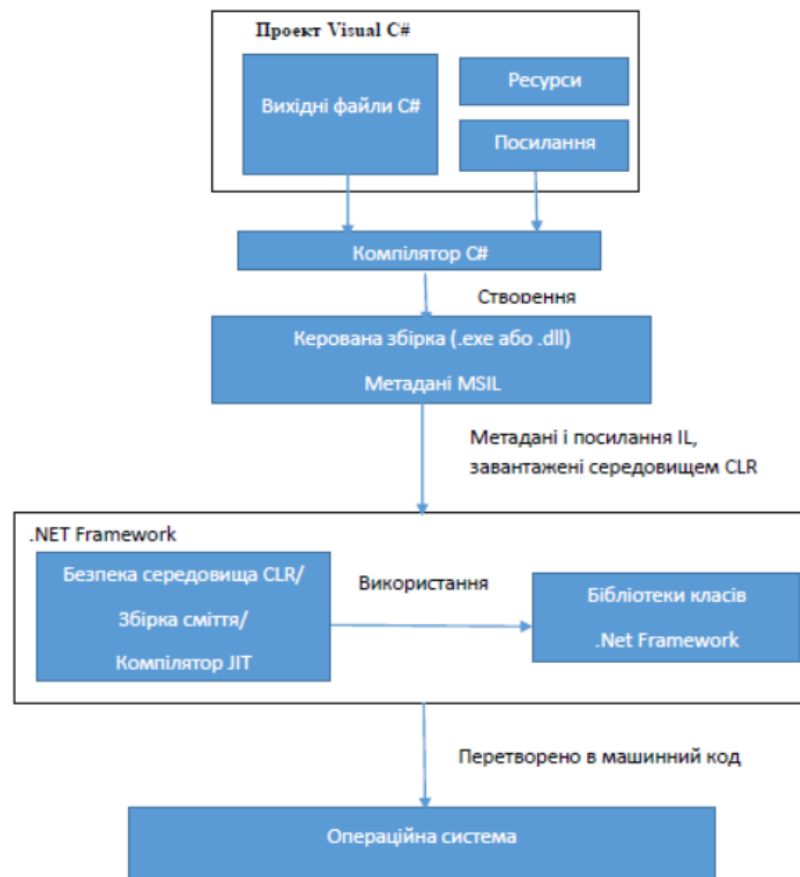 Проект Visual C#
Вихідні файли C#
Ресурси
Посилання
Компілятор C#
Створення
Керована збірка (.exe або .dll)
Метадані MSIL
Метадані і посилання IL,
завантажені середовищем CLR
.NET Framework
Безпека середовища CLR/
Збірка сміття/
Компілятор JIT
Використання
Бібліотеки класів
.Net Framework
Перетворено в машинний код
Операційна система